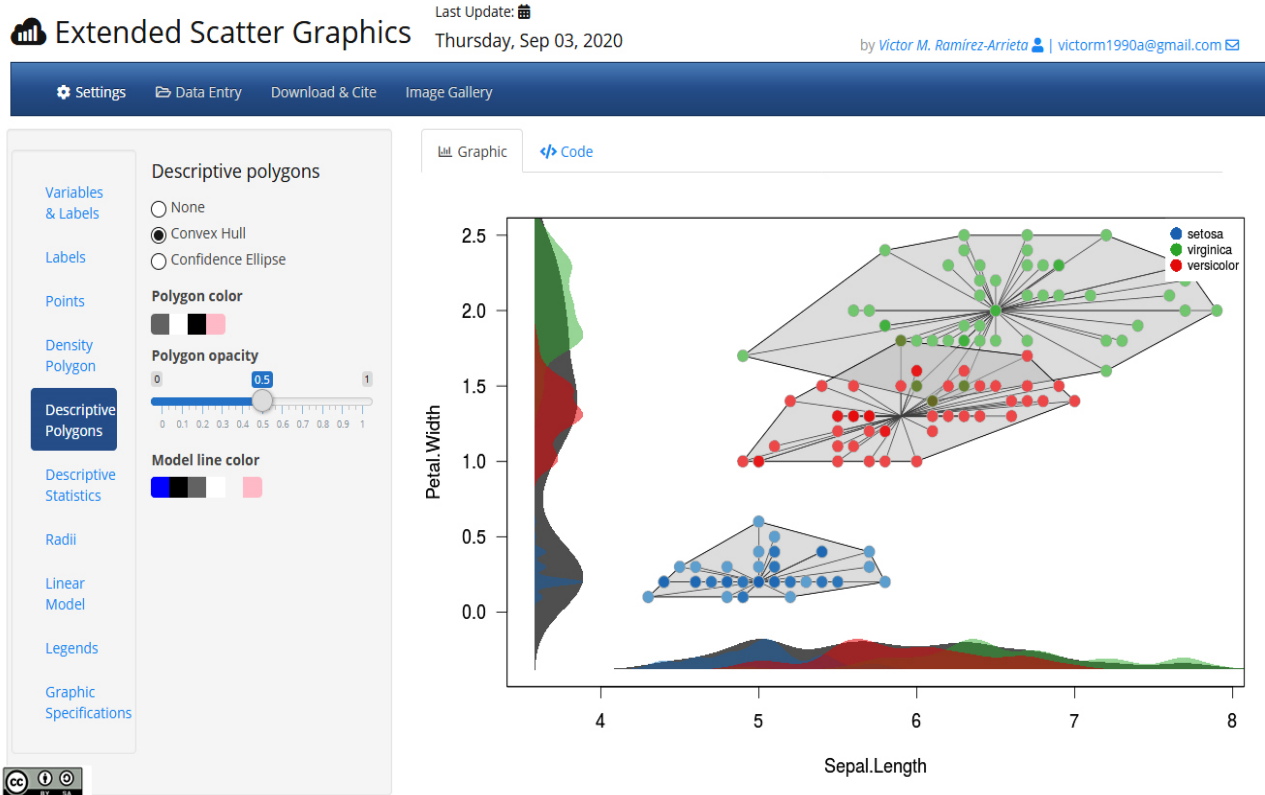 Extended Scatter Graphics
Last Update:
Thursday, Sep 03, 2020
by Victor M. Ramírez-Arrieta | victorm1990a@gmail.com
Settings
Data Entry
Download & Cite
Image Gallery
Variables
& Labels
Labels
Points
Density
Polygon
Descriptive
Polygons
Descriptive
Statistics
Radii
Linear
Model
Legends
Graphic
Specifications
Descriptive polygons
None
Convex Hull
Confidence Ellipse
Polygon color
Polygon opacity
0 0.5 1
0 0.1 0.2 0.3 0.4 0.5 0.6 0.7 0.8 0.9 1
Model line color
Graphic
</> Code
setosa
virginica
versicolor
2.5
2.0
1.5
1.0
0.5
0.0
Petal.Width
4 5 6 7 8
Sepal.Length
cc
BY SA